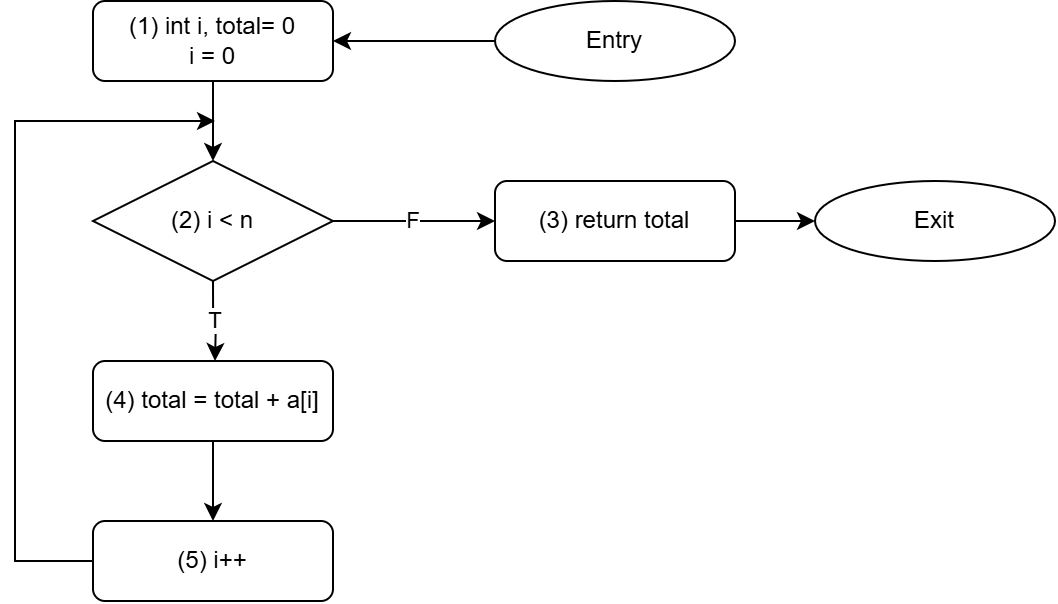 (1) int i, total= 0
i = 0
Entry
(2) i < n
F
(3) return total
Exit
T
(4) total = total + a[i]
(5) i++